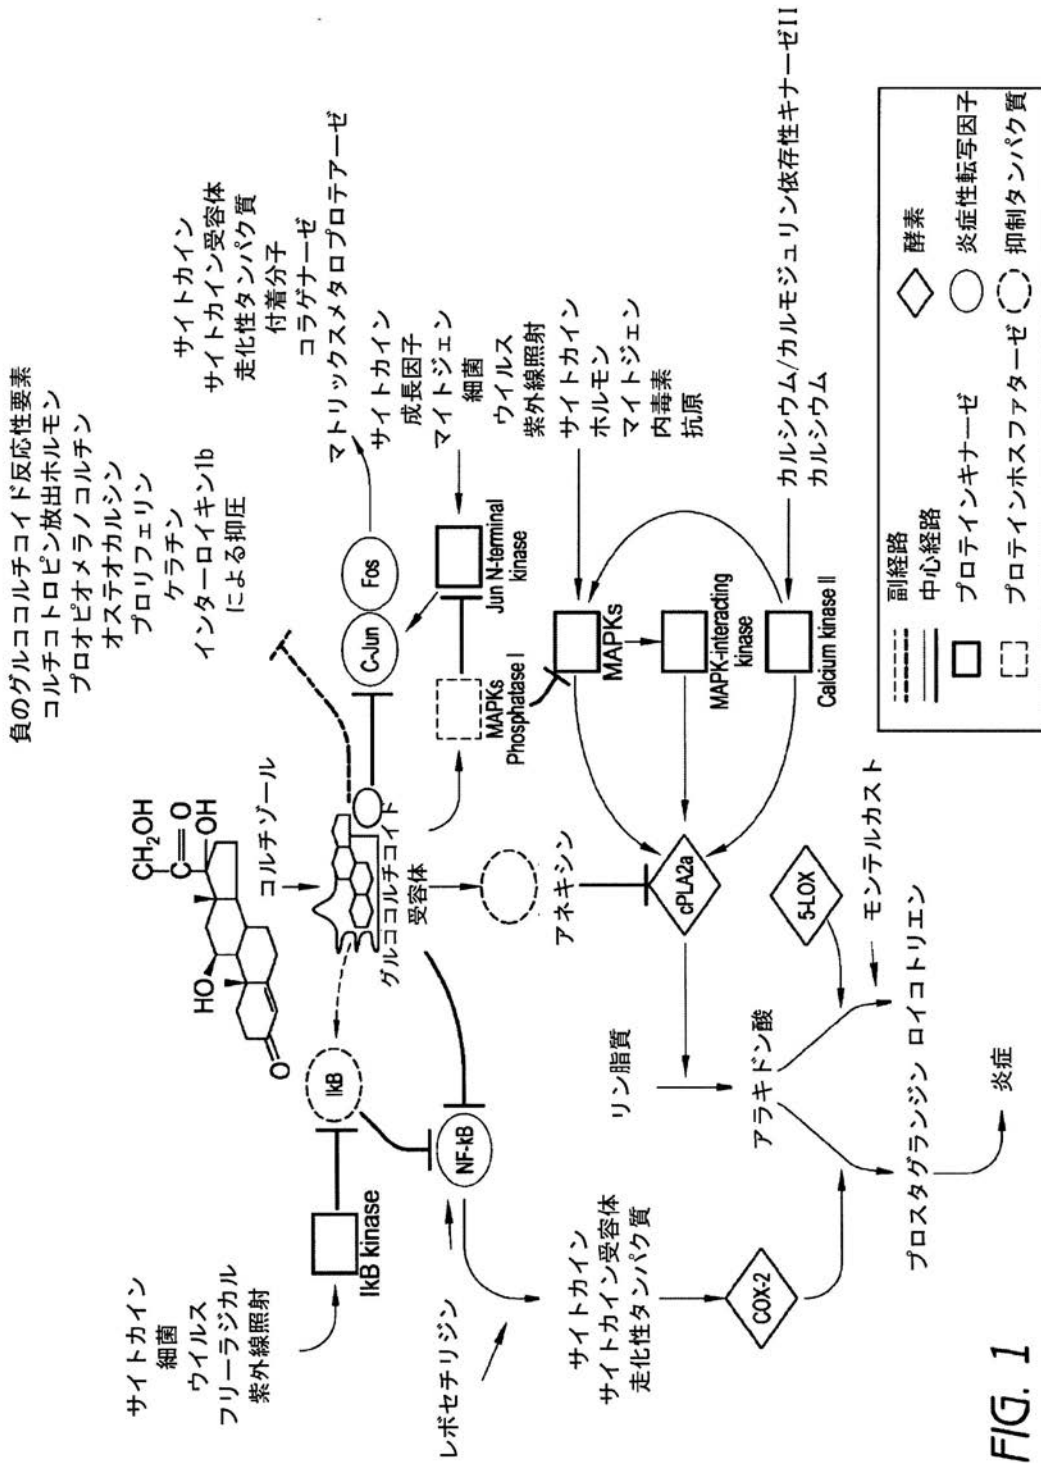 負のグルココルチコイド反応性要素
コルチコトロピン放出ホルモン
プロオピオメラノコルチン
オステオカルシン
プロリフェリン
ケラチン
インターロイキン1b
による抑圧
サイトカイン
サイトカイン受容体
走化性タンパク質
付着分子
コラゲナーゼ
マトリックスメタロプロテアーゼ
CH₂OH
C=O
OH
HO
O
コルチゾール
グルココルチコイド
受容体
サイトカイン
細菌
ウイルス
フリーラジカル
紫外線照射
IkB kinase
IkB
NF-kB
C-Jun
Fos
サイトカイン
成長因子
マイトジェン
細菌
ウイルス
紫外線照射
Jun N-terminal
kinase
MAPKs
Phosphatase I
サイトカイン
ホルモン
マイトジェン
内毒素
抗原
MAPKs
MAPK-interacting
kinase
Calcium kinase II
カルシウム/カルモジュリン依存性キナーゼII
カルシウム
アネキシン
cPLA2a
レボセチリジン
サイトカイン
サイトカイン受容体
走化性タンパク質
COX-2
リン脂質
アラキドン酸
5-LOX
モンテルカスト
プロスタグランジン ロイコトリエン
炎症
副経路
中心経路
プロテインキナーゼ
プロテインホスファターゼ
酵素
炎症性転写因子
抑制タンパク質
FIG. 1